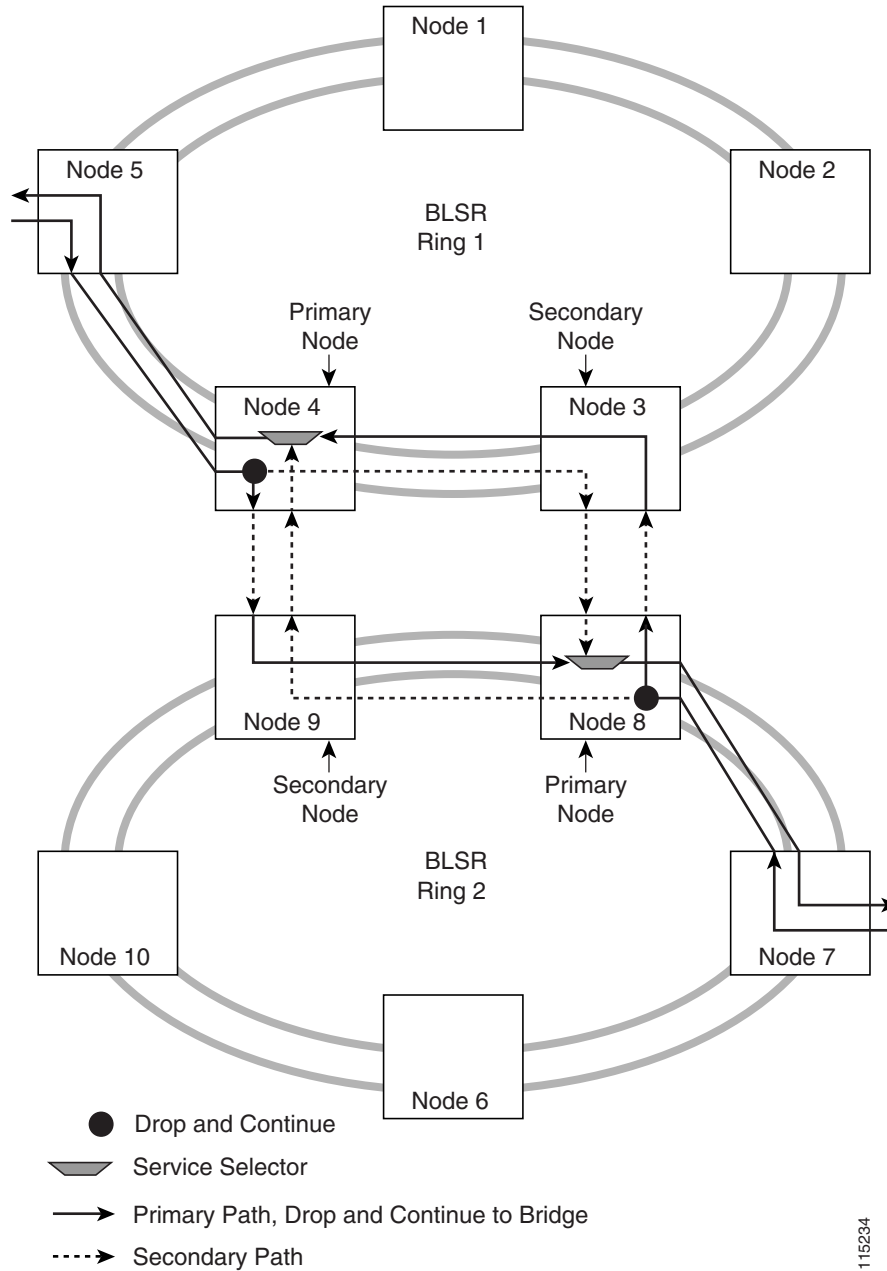 Node 1
Node 5
Node 2
BLSR
Ring 1
Primary
Node
Secondary
Node
Node 4
Node 3
Node 9
Node 8
Secondary
Node
Primary
Node
BLSR
Ring 2
Node 10
Node 7
Node 6
Drop and Continue
Service Selector
Primary Path, Drop and Continue to Bridge
Secondary Path
115234